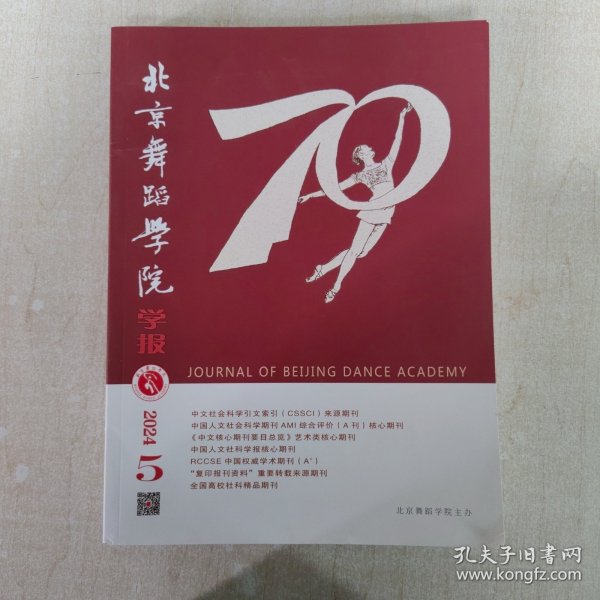 北京舞蹈学院
学报
70
JOURNAL OF BEIJING DANCE ACADEMY
2024
5
中文社会科学引文索引（CSSCI）来源期刊
中国人文社会科学期刊AMI综合评价（A刊）核心期刊
《中文核心期刊要目总览》艺术类核心期刊
中国人文社科学报核心期刊
RCCSE中国权威学术期刊（A+）
“复印报刊资料”重要转载来源期刊
全国高校社科精品期刊
北京舞蹈学院主办
孔夫子旧书网
www.kongfz.com